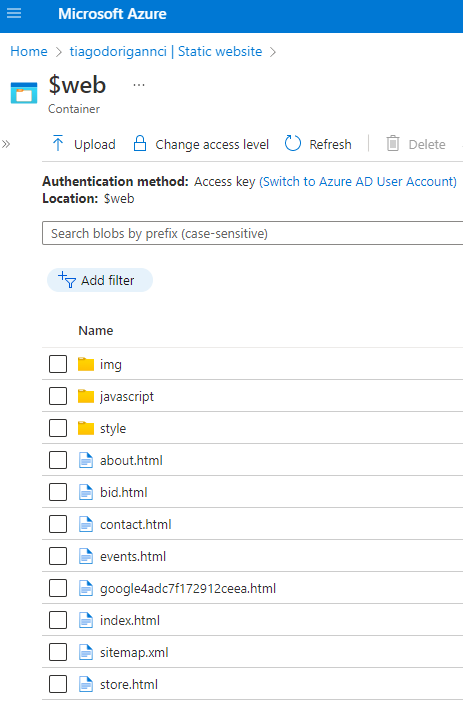 Microsoft Azure
Home > tiagodorigannci | Static website >
$web ...
Container
» Upload Change access level Refresh Delete
Authentication method: Access key (Switch to Azure AD User Account)
Location: $web
Search blobs by prefix (case-sensitive)
Add filter
Name
img
javascript
style
about.html
bid.html
contact.html
events.html
google4adc7f172912ceea.html
index.html
sitemap.xml
store.html